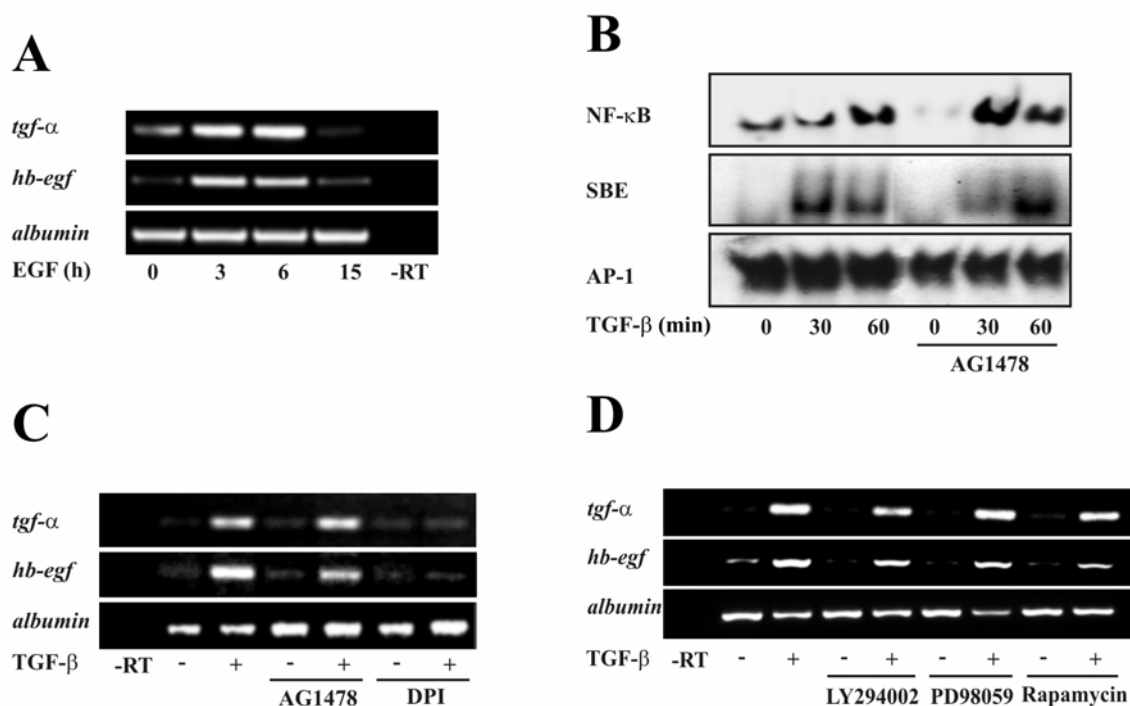 A
tgf-α
hb-egf
albumin
EGF (h) 0 3 6 15 -RT
B
NF-κB
SBE
AP-1
TGF-β (min) 0 30 60 0 30 60
AG1478
C
tgf-α
hb-egf
albumin
TGF-β -RT - + - + - +
AG1478 DPI
D
tgf-α
hb-egf
albumin
TGF-β -RT - + - + - + - +
LY294002 PD98059 Rapamycin